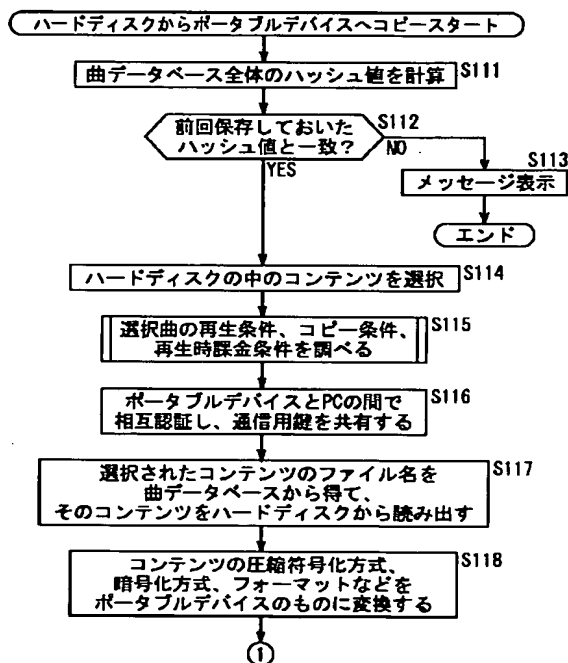 ハードディスクからポータブルデバイスへコピースタート
S111
曲データベース全体のハッシュ値を計算
S112
前回保存しておいた
ハッシュ値と一致?
NO
YES
S113
メッセージ表示
エンド
S114
ハードディスクの中のコンテンツを選択
S115
選択曲の再生条件、コピー条件、
再生時課金条件を調べる
S116
ポータブルデバイスとPCの間で
相互認証し、通信用鍵を共有する
S117
選択されたコンテンツのファイル名を
曲データベースから得て、
そのコンテンツをハードディスクから読み出す
S118
コンテンツの圧縮符号化方式、
暗号化方式、フォーマットなどを
ポータブルデバイスのものに変換する
①